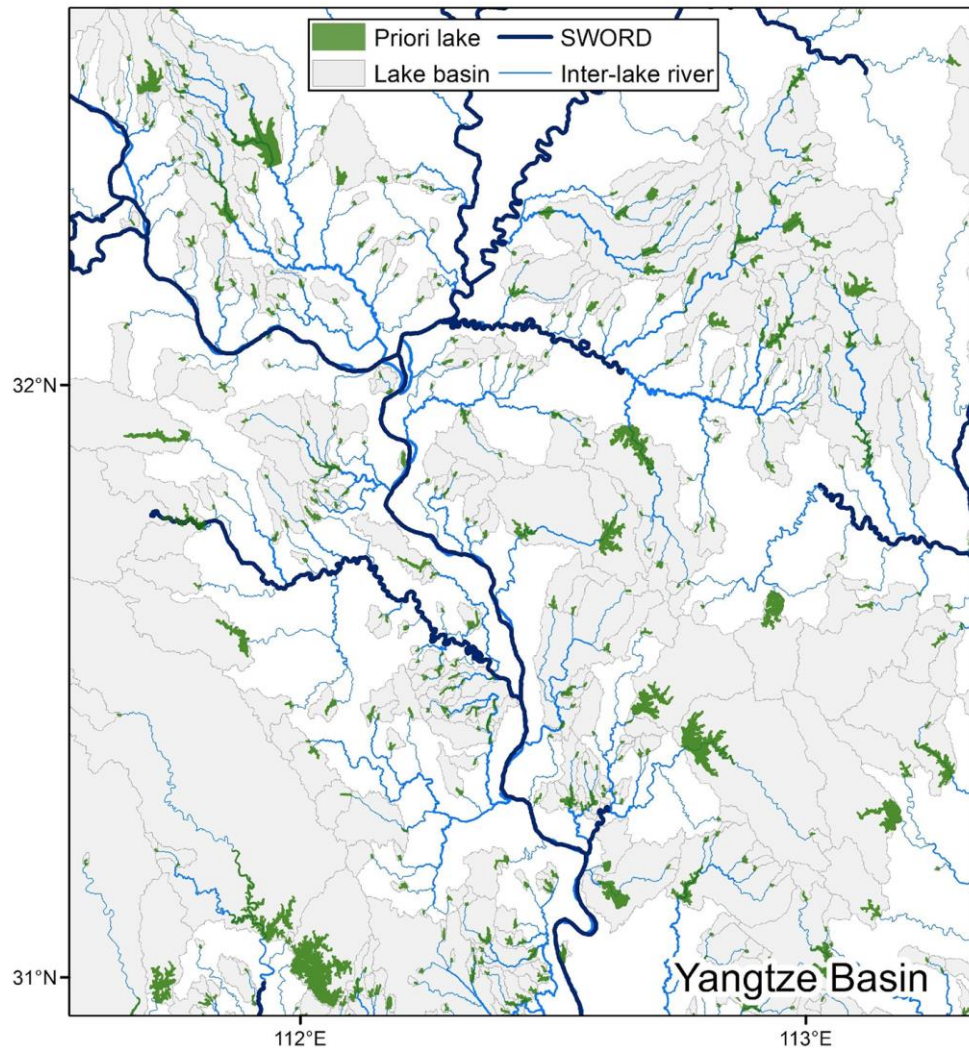 Priori lake
SWORD
Lake basin
Inter-lake river
32°N
31°N
Yangtze Basin
112°E
113°E